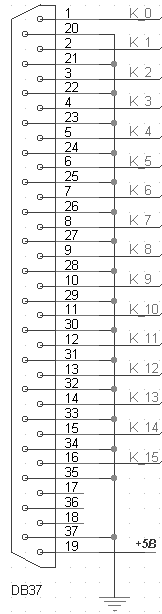 1 K_0
20
2 K_1
21
3 K_2
22
4 K_3
23
5 K_4
24
6 K_5
25
7 K_6
26
8 K_7
27
9 K_8
28
10 K_9
29
11 K_10
30
12 K_11
31
13 K_12
32
14 K_13
33
15 K_14
34
16 K_15
35
17
36
18
37
19 +5В
DB37